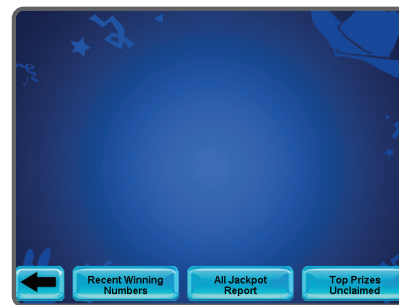 Recent Winning
Numbers
All Jackpot
Report
Top Prizes
Unclaimed